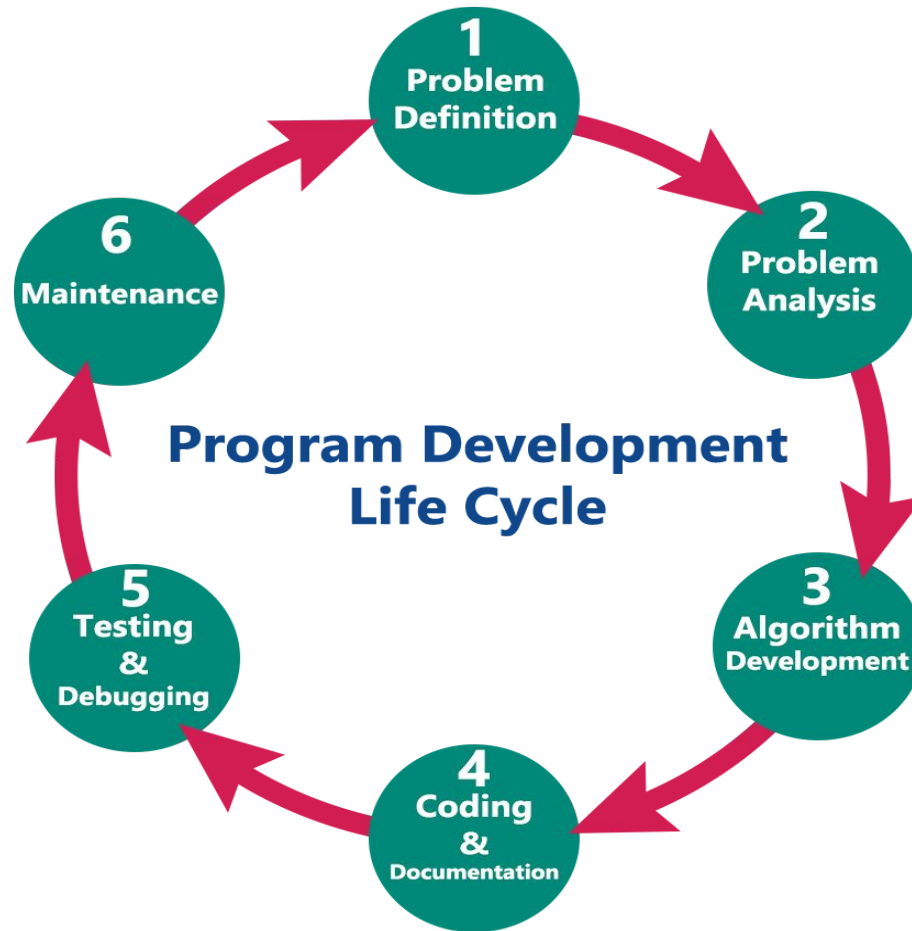 1
Problem
Definition
2
Problem
Analysis
3
Algorithm
Development
4
Coding
&
Documentation
5
Testing
&
Debugging
6
Maintenance
Program Development
Life Cycle